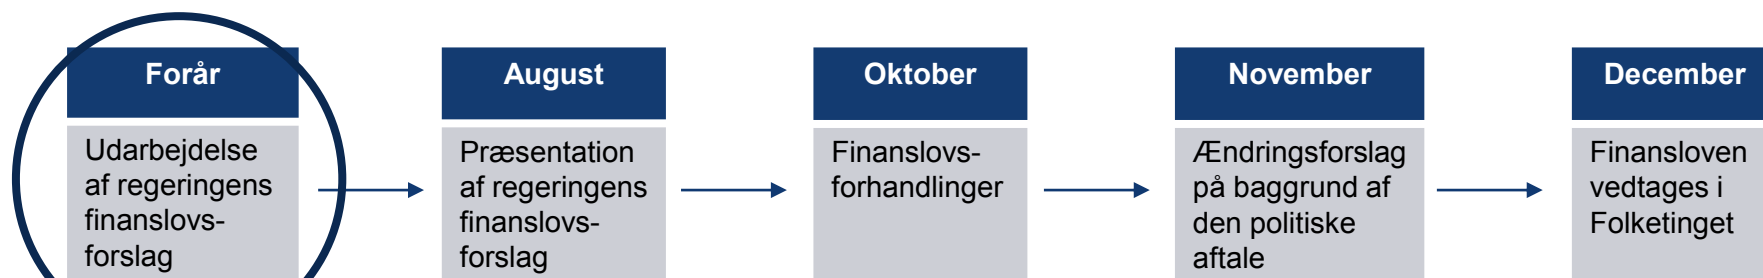 Forår
Udarbejdelse
af regeringens
finanslovs-
forslag
August
Præsentation
af regeringens
finanslovs-
forslag
Oktober
Finanslovs-
forhandlinger
November
Ændringsforslag
på baggrund af
den politiske
aftale
December
Finansloven
vedtages i
Folketinget